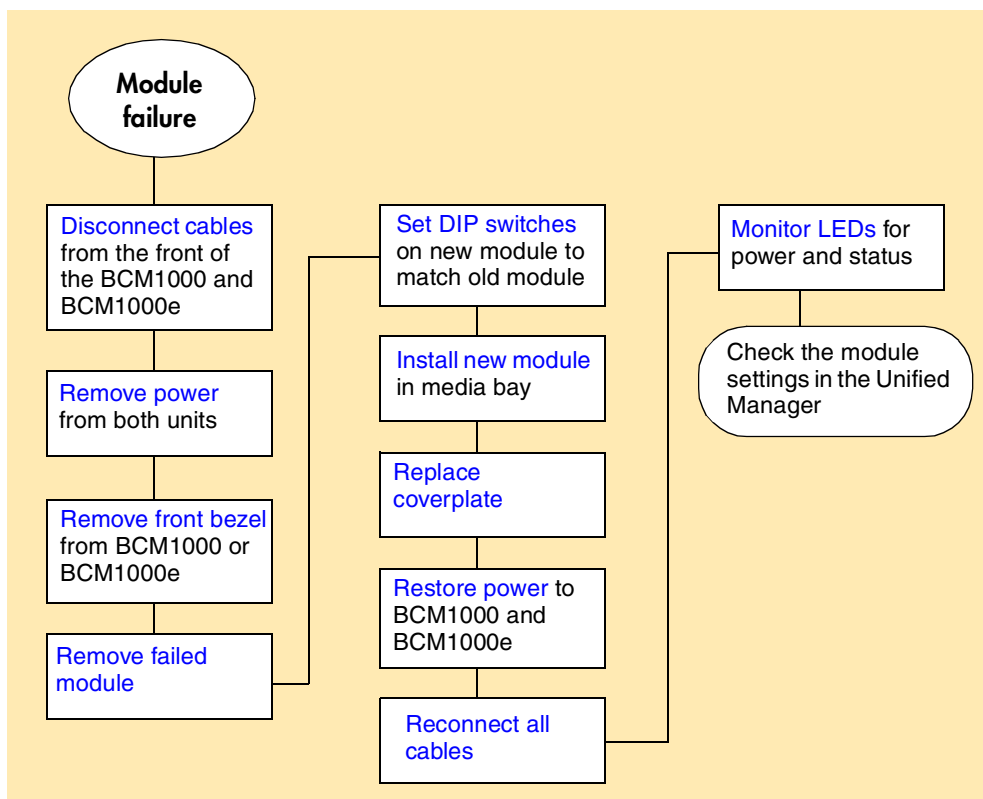 Module
failure
Disconnect cables
from the front of
the BCM1000 and
BCM1000e
Remove power
from both units
Remove front bezel
from BCM1000 or
BCM1000e
Remove failed
module
Set DIP switches
on new module to
match old module
Install new module
in media bay
Replace
coverplate
Restore power to
BCM1000 and
BCM1000e
Reconnect all
cables
Monitor LEDs for
power and status
Check the module
settings in the Unified
Manager